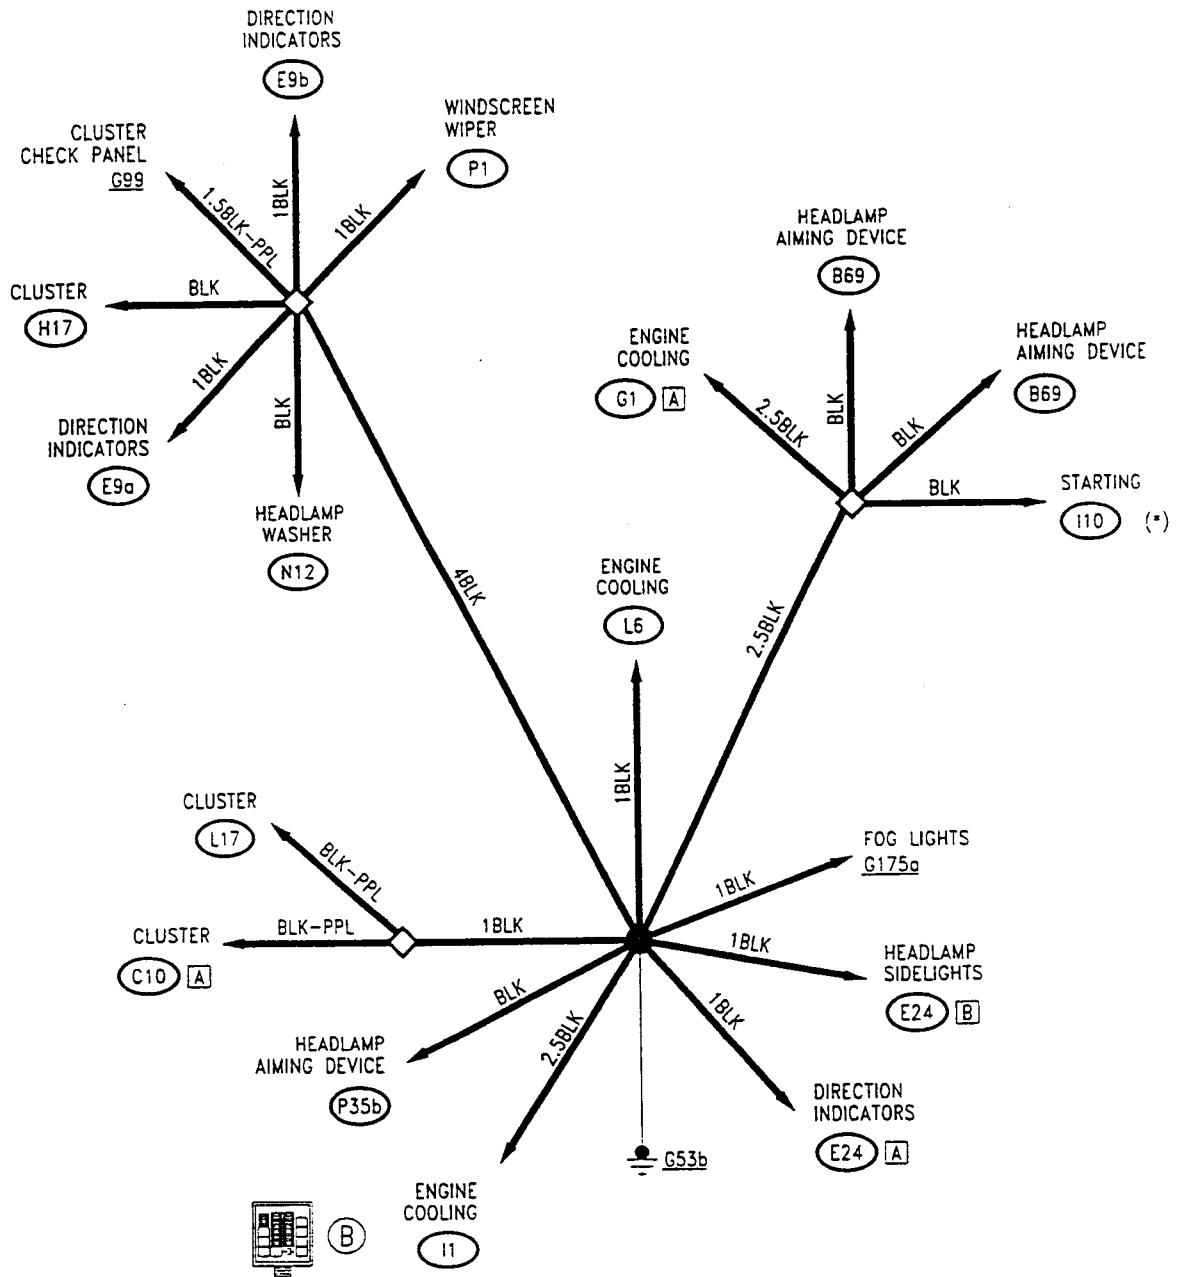 DIRECTION
INDICATORS
E9b
WINDSCREEN
WIPER
P1
CLUSTER
CHECK PANEL
G99
1.5BLK-PPL
1BLK
1BLK
CLUSTER
H17
BLK
1BLK
BLK
DIRECTION
INDICATORS
E9a
HEADLAMP
WASHER
N12
HEADLAMP
AIMING DEVICE
B69
ENGINE
COOLING
G1 A
HEADLAMP
AIMING DEVICE
B69
2.5BLK
BLK
BLK
BLK
STARTING
I10 (*)
4BLK
ENGINE
COOLING
L6
2.5BLK
1BLK
CLUSTER
L17
BLK-PPL
FOG LIGHTS
G175a
1BLK
CLUSTER
C10 A
BLK-PPL
1BLK
1BLK
HEADLAMP
SIDELIGHTS
E24 B
BLK
2.5BLK
1BLK
HEADLAMP
AIMING DEVICE
P35b
DIRECTION
INDICATORS
E24 A
G53b
ENGINE
COOLING
I1
B